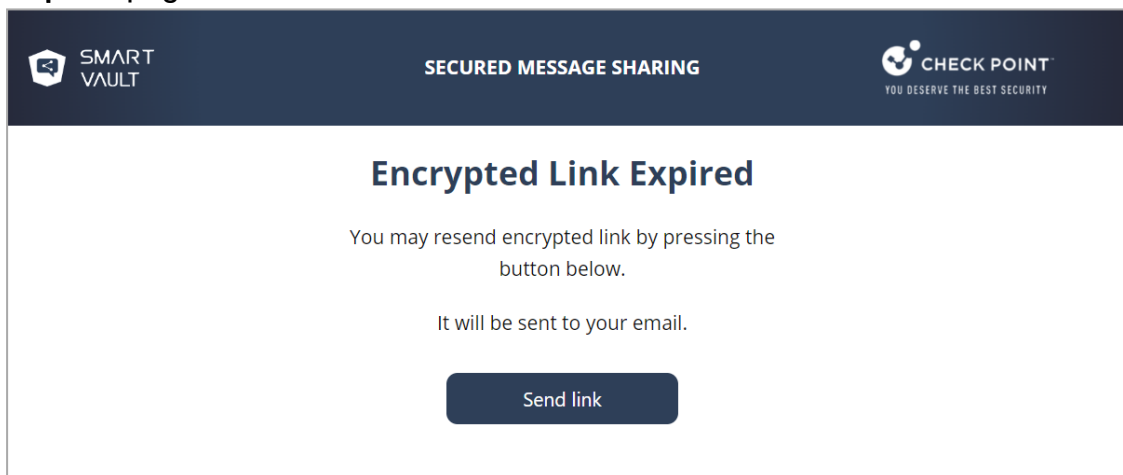 SMART
VAULT
SECURED MESSAGE SHARING
CHECK POINT™
YOU DESERVE THE BEST SECURITY
Encrypted Link Expired
You may resend encrypted link by pressing the
button below.
It will be sent to your email.
Send link